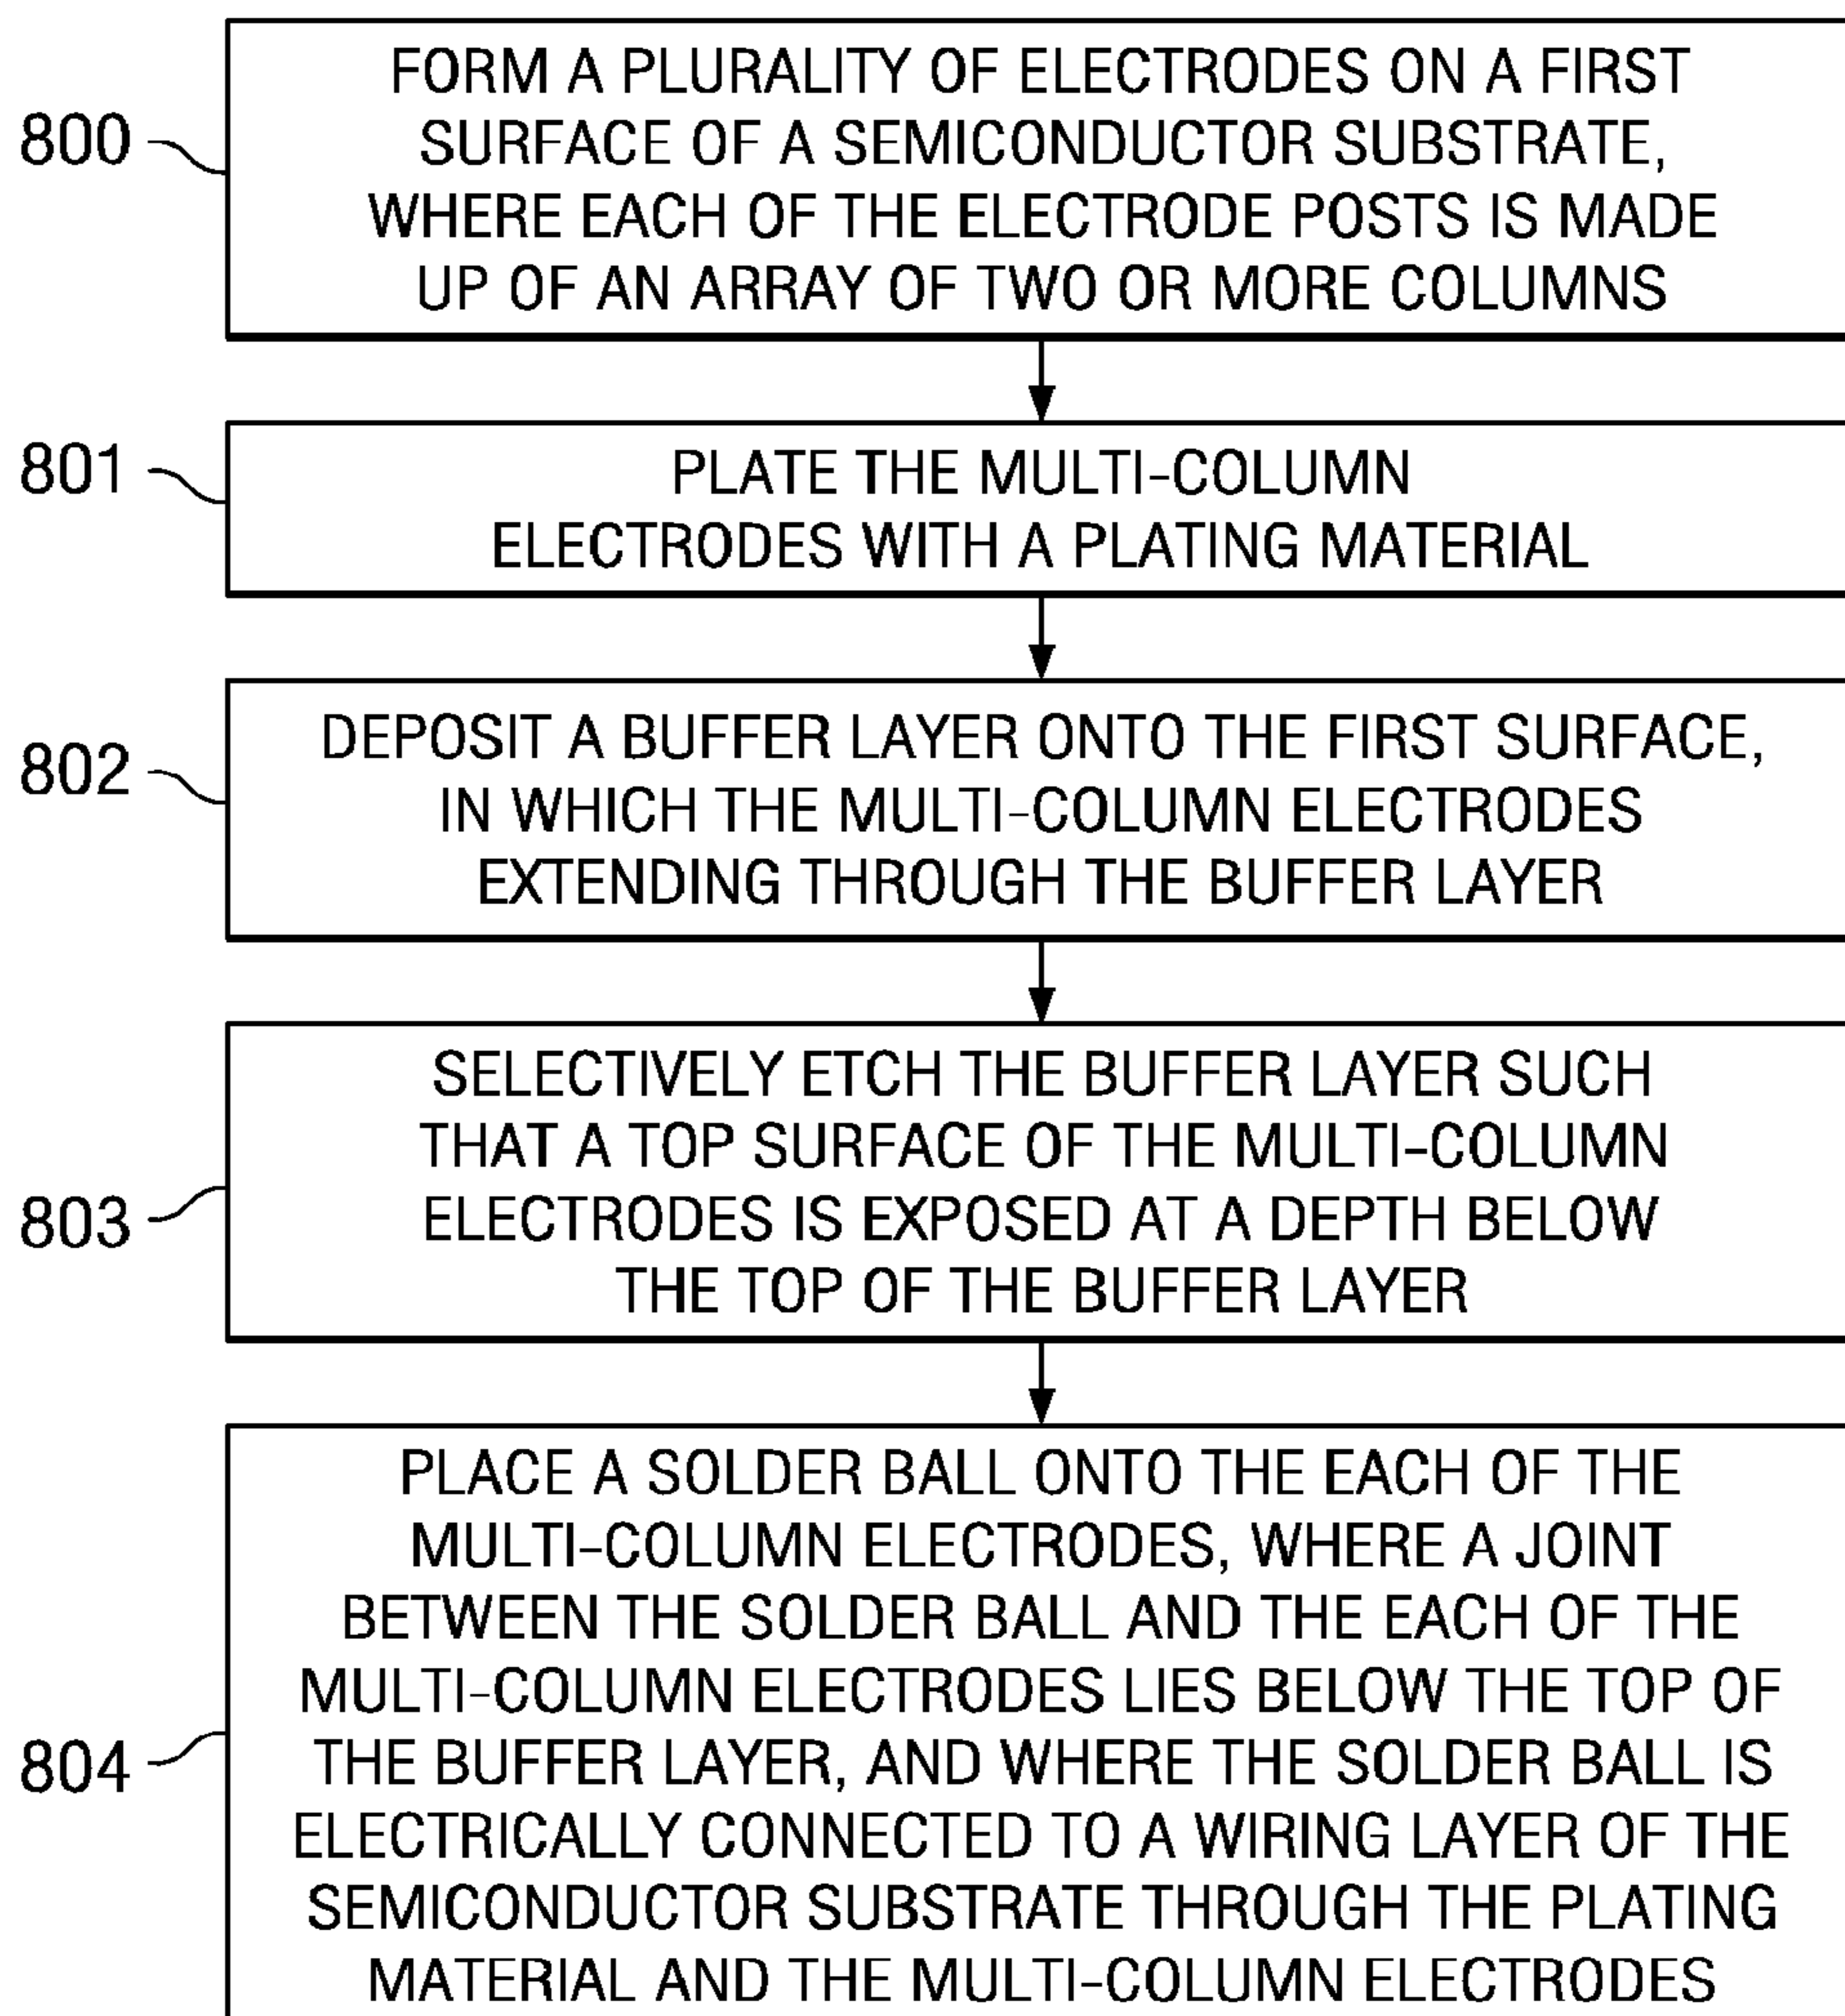 800
FORM A PLURALITY OF ELECTRODES ON A FIRST
SURFACE OF A SEMICONDUCTOR SUBSTRATE,
WHERE EACH OF THE ELECTRODE POSTS IS MADE
UP OF AN ARRAY OF TWO OR MORE COLUMNS
801
PLATE THE MULTI-COLUMN
ELECTRODES WITH A PLATING MATERIAL
802
DEPOSIT A BUFFER LAYER ONTO THE FIRST SURFACE,
IN WHICH THE MULTI-COLUMN ELECTRODES
EXTENDING THROUGH THE BUFFER LAYER
803
SELECTIVELY ETCH THE BUFFER LAYER SUCH
THAT A TOP SURFACE OF THE MULTI-COLUMN
ELECTRODES IS EXPOSED AT A DEPTH BELOW
THE TOP OF THE BUFFER LAYER
804
PLACE A SOLDER BALL ONTO THE EACH OF THE
MULTI-COLUMN ELECTRODES, WHERE A JOINT
BETWEEN THE SOLDER BALL AND THE EACH OF THE
MULTI-COLUMN ELECTRODES LIES BELOW THE TOP OF
THE BUFFER LAYER, AND WHERE THE SOLDER BALL IS
ELECTRICALLY CONNECTED TO A WIRING LAYER OF THE
SEMICONDUCTOR SUBSTRATE THROUGH THE PLATING
MATERIAL AND THE MULTI-COLUMN ELECTRODES